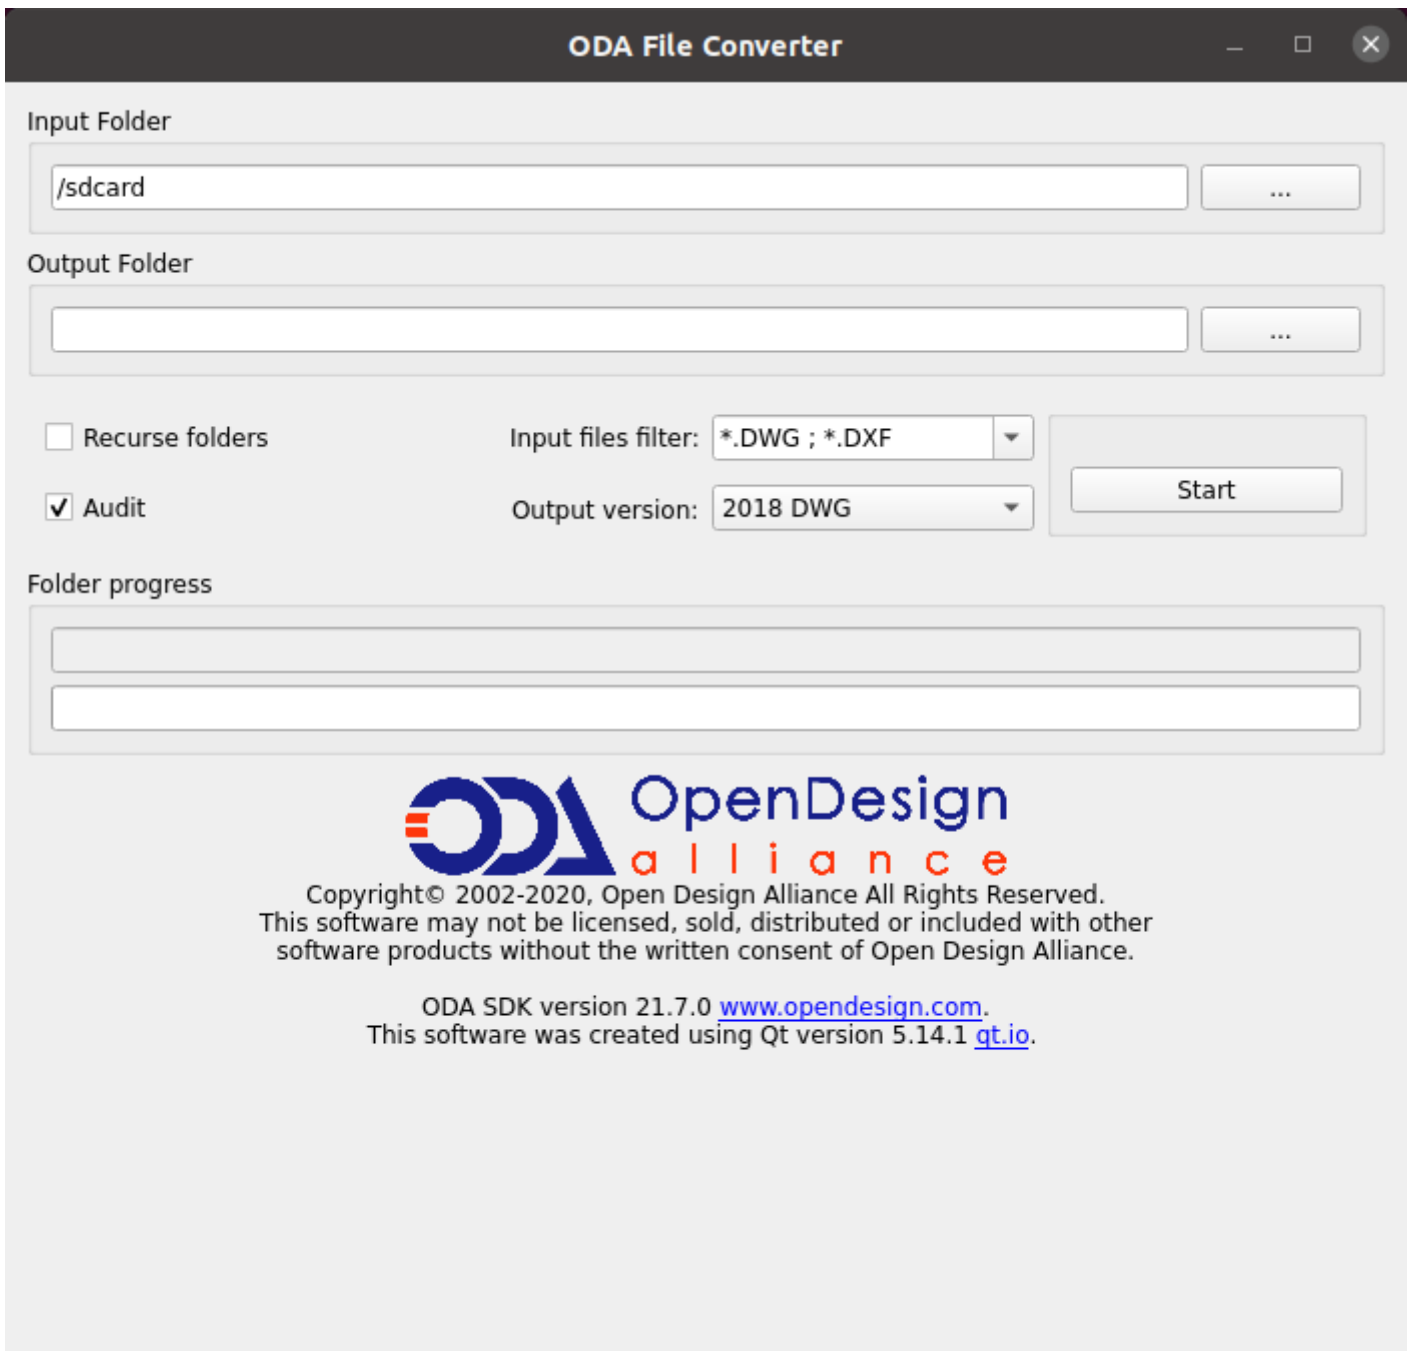 ODA File Converter
Input Folder
/sdcard
...
Output Folder
...
Recurse folders
Input files filter: *.DWG ; *.DXF
Start
Audit
Output version: 2018 DWG
Folder progress
ODA OpenDesign
alliance
Copyright© 2002-2020, Open Design Alliance All Rights Reserved.
This software may not be licensed, sold, distributed or included with other
software products without the written consent of Open Design Alliance.
ODA SDK version 21.7.0 www.opendesign.com.
This software was created using Qt version 5.14.1 qt.io.